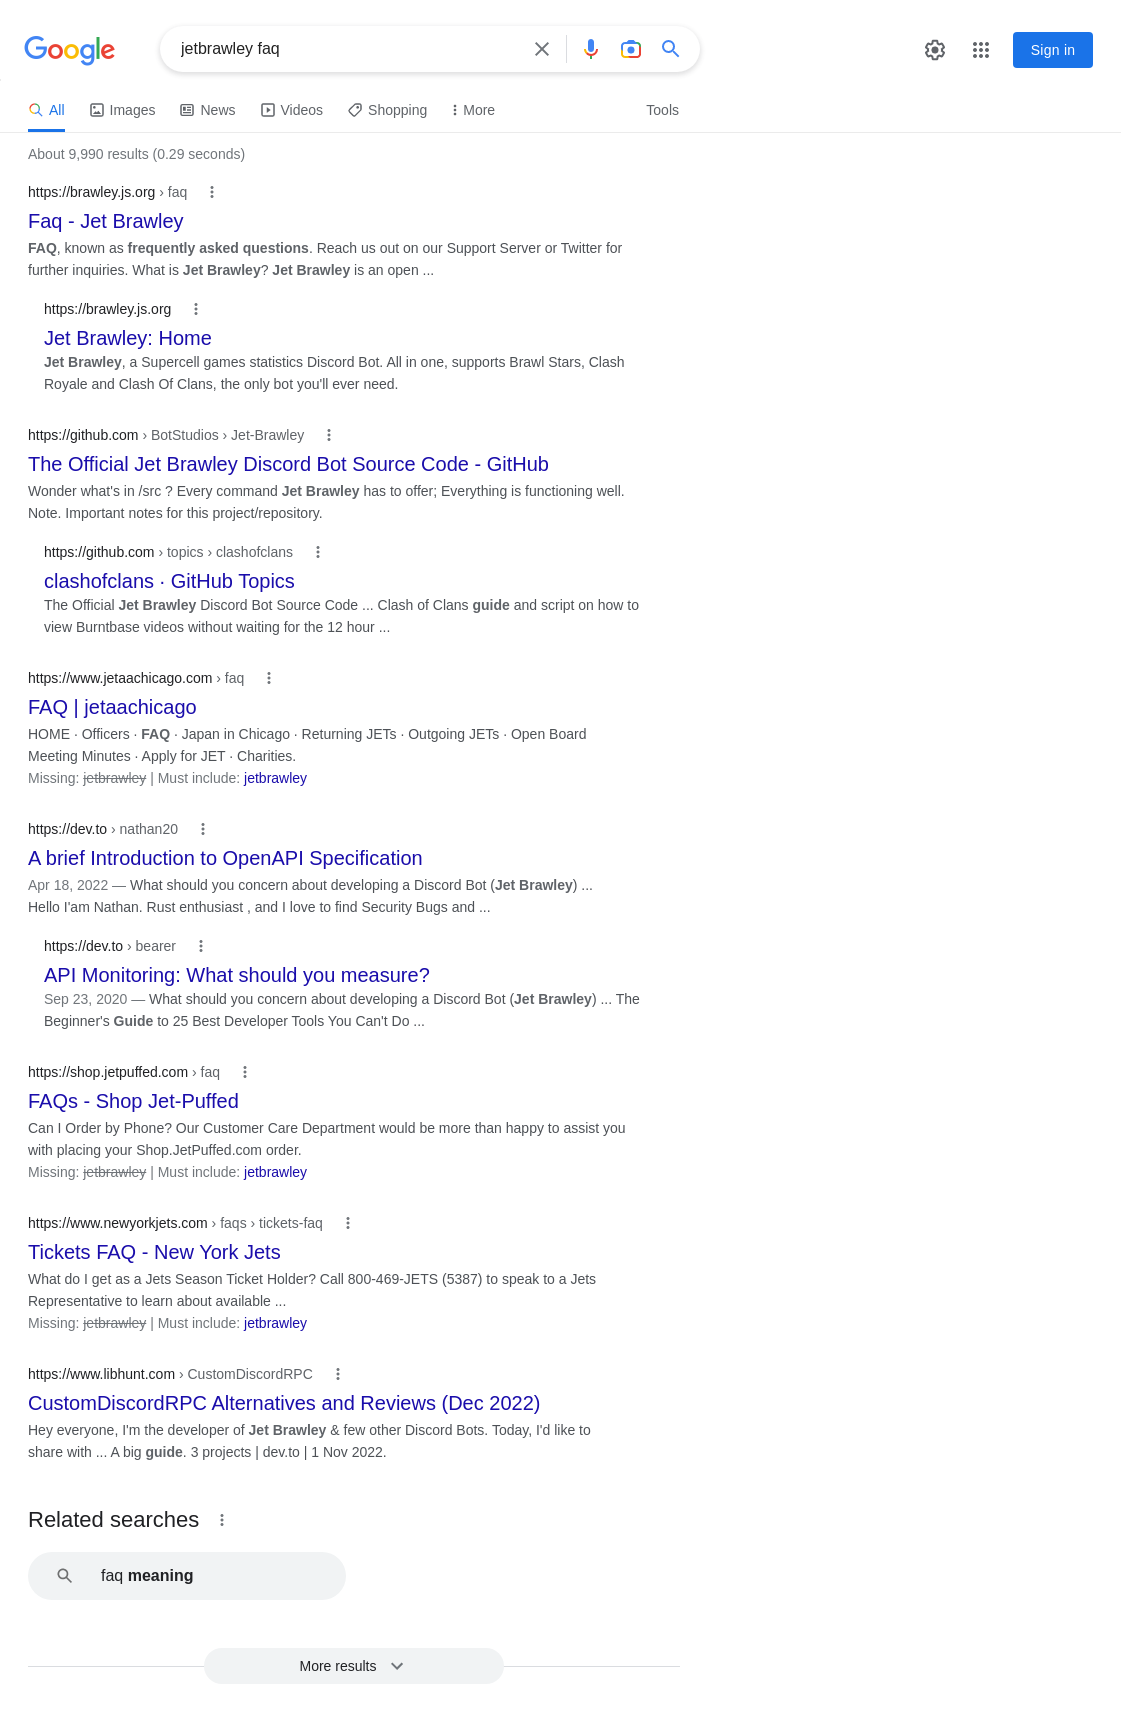 Google
jetbrawley faq
Sign in
All
Images
News
Videos
Shopping
More
Tools
About 9,990 results (0.29 seconds)
https://brawley.js.org › faq
Faq - Jet Brawley
FAQ, known as frequently asked questions. Reach us out on our Support Server or Twitter for
further inquiries. What is Jet Brawley? Jet Brawley is an open ...
https://brawley.js.org
Jet Brawley: Home
Jet Brawley, a Supercell games statistics Discord Bot. All in one, supports Brawl Stars, Clash
Royale and Clash Of Clans, the only bot you'll ever need.
https://github.com › BotStudios › Jet-Brawley
The Official Jet Brawley Discord Bot Source Code - GitHub
Wonder what's in /src ? Every command Jet Brawley has to offer; Everything is functioning well.
Note. Important notes for this project/repository.
https://github.com › topics › clashofclans
clashofclans · GitHub Topics
The Official Jet Brawley Discord Bot Source Code ... Clash of Clans guide and script on how to
view Burntbase videos without waiting for the 12 hour ...
https://www.jetaachicago.com › faq
FAQ | jetaachicago
HOME · Officers · FAQ · Japan in Chicago · Returning JETs · Outgoing JETs · Open Board
Meeting Minutes · Apply for JET · Charities.
Missing: jetbrawley | Must include: jetbrawley
https://dev.to › nathan20
A brief Introduction to OpenAPI Specification
Apr 18, 2022 — What should you concern about developing a Discord Bot (Jet Brawley) ...
Hello I'am Nathan. Rust enthusiast , and I love to find Security Bugs and ...
https://dev.to › bearer
API Monitoring: What should you measure?
Sep 23, 2020 — What should you concern about developing a Discord Bot (Jet Brawley) ... The
Beginner's Guide to 25 Best Developer Tools You Can't Do ...
https://shop.jetpuffed.com › faq
FAQs - Shop Jet-Puffed
Can I Order by Phone? Our Customer Care Department would be more than happy to assist you
with placing your Shop.JetPuffed.com order.
Missing: jetbrawley | Must include: jetbrawley
https://www.newyorkjets.com › faqs › tickets-faq
Tickets FAQ - New York Jets
What do I get as a Jets Season Ticket Holder? Call 800-469-JETS (5387) to speak to a Jets
Representative to learn about available ...
Missing: jetbrawley | Must include: jetbrawley
https://www.libhunt.com › CustomDiscordRPC
CustomDiscordRPC Alternatives and Reviews (Dec 2022)
Hey everyone, I'm the developer of Jet Brawley & few other Discord Bots. Today, I'd like to
share with ... A big guide. 3 projects | dev.to | 1 Nov 2022.
Related searches
faq meaning
More results